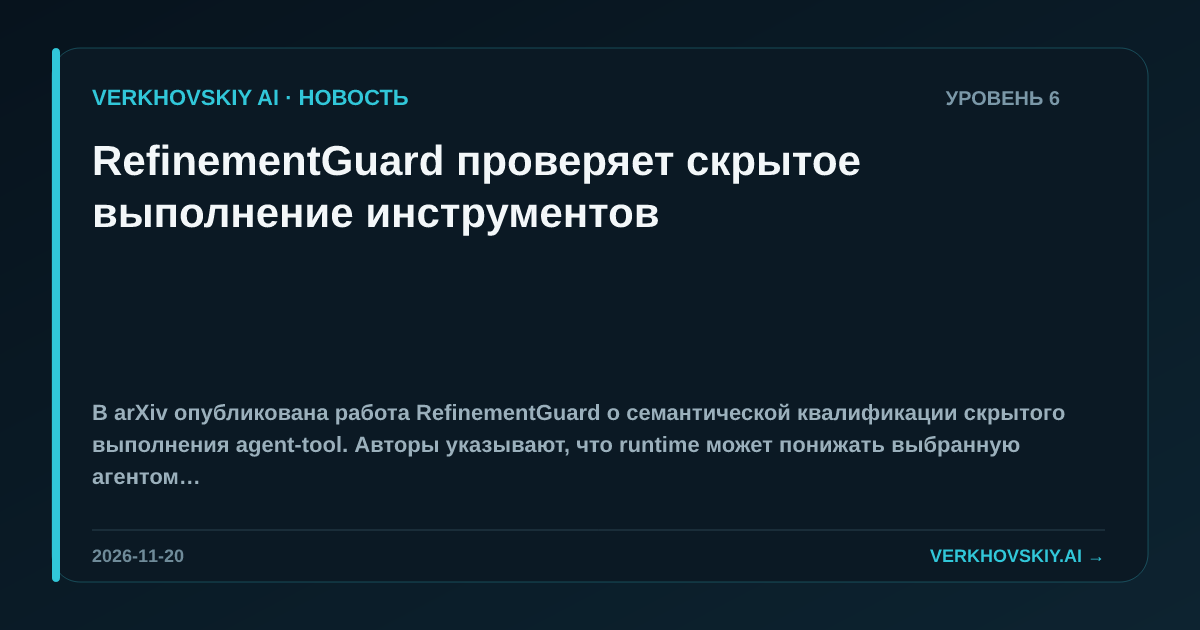 VERKHOVSKIY AI · НОВОСТЬ
УРОВЕНЬ 6
RefinementGuard проверяет скрытое
выполнение инструментов
В arXiv опубликована работа RefinementGuard о семантической квалификации скрытого
выполнения agent-tool. Авторы указывают, что runtime может понижать выбранную
агентом…
2026-11-20
VERKHOVSKIY.AI →